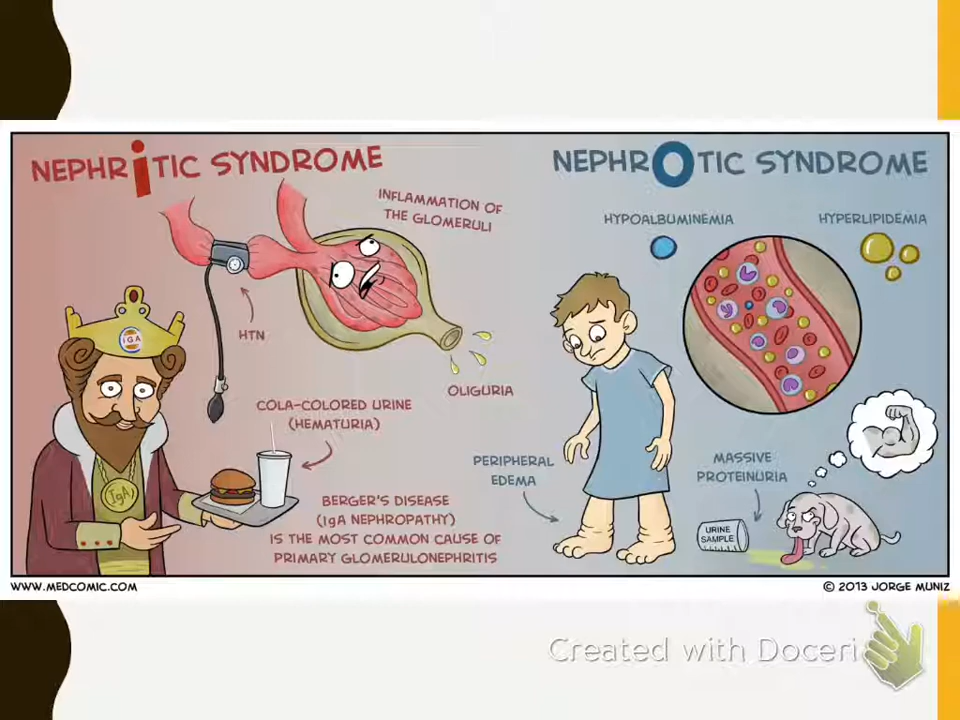 NEPHRiTIC SYNDROME
INFLAMMATION OF
THE GLOMERULI
HTN
OLIGURIA
IGA
COLA-COLORED URINE
(HEMATURIA)
IgA
BERGER'S DISEASE
(IgA NEPHROPATHY)
IS THE MOST COMMON CAUSE OF
PRIMARY GLOMERULONEPHRITIS
NEPHROTIC SYNDROME
HYPOALBUMINEMIA
HYPERLIPIDEMIA
PERIPHERAL
EDEMA
MASSIVE
PROTEINURIA
URINE
SAMPLE
WWW.MEDCOMIC.COM
© 2013 JORGE MUNIZ
Created with Doceri